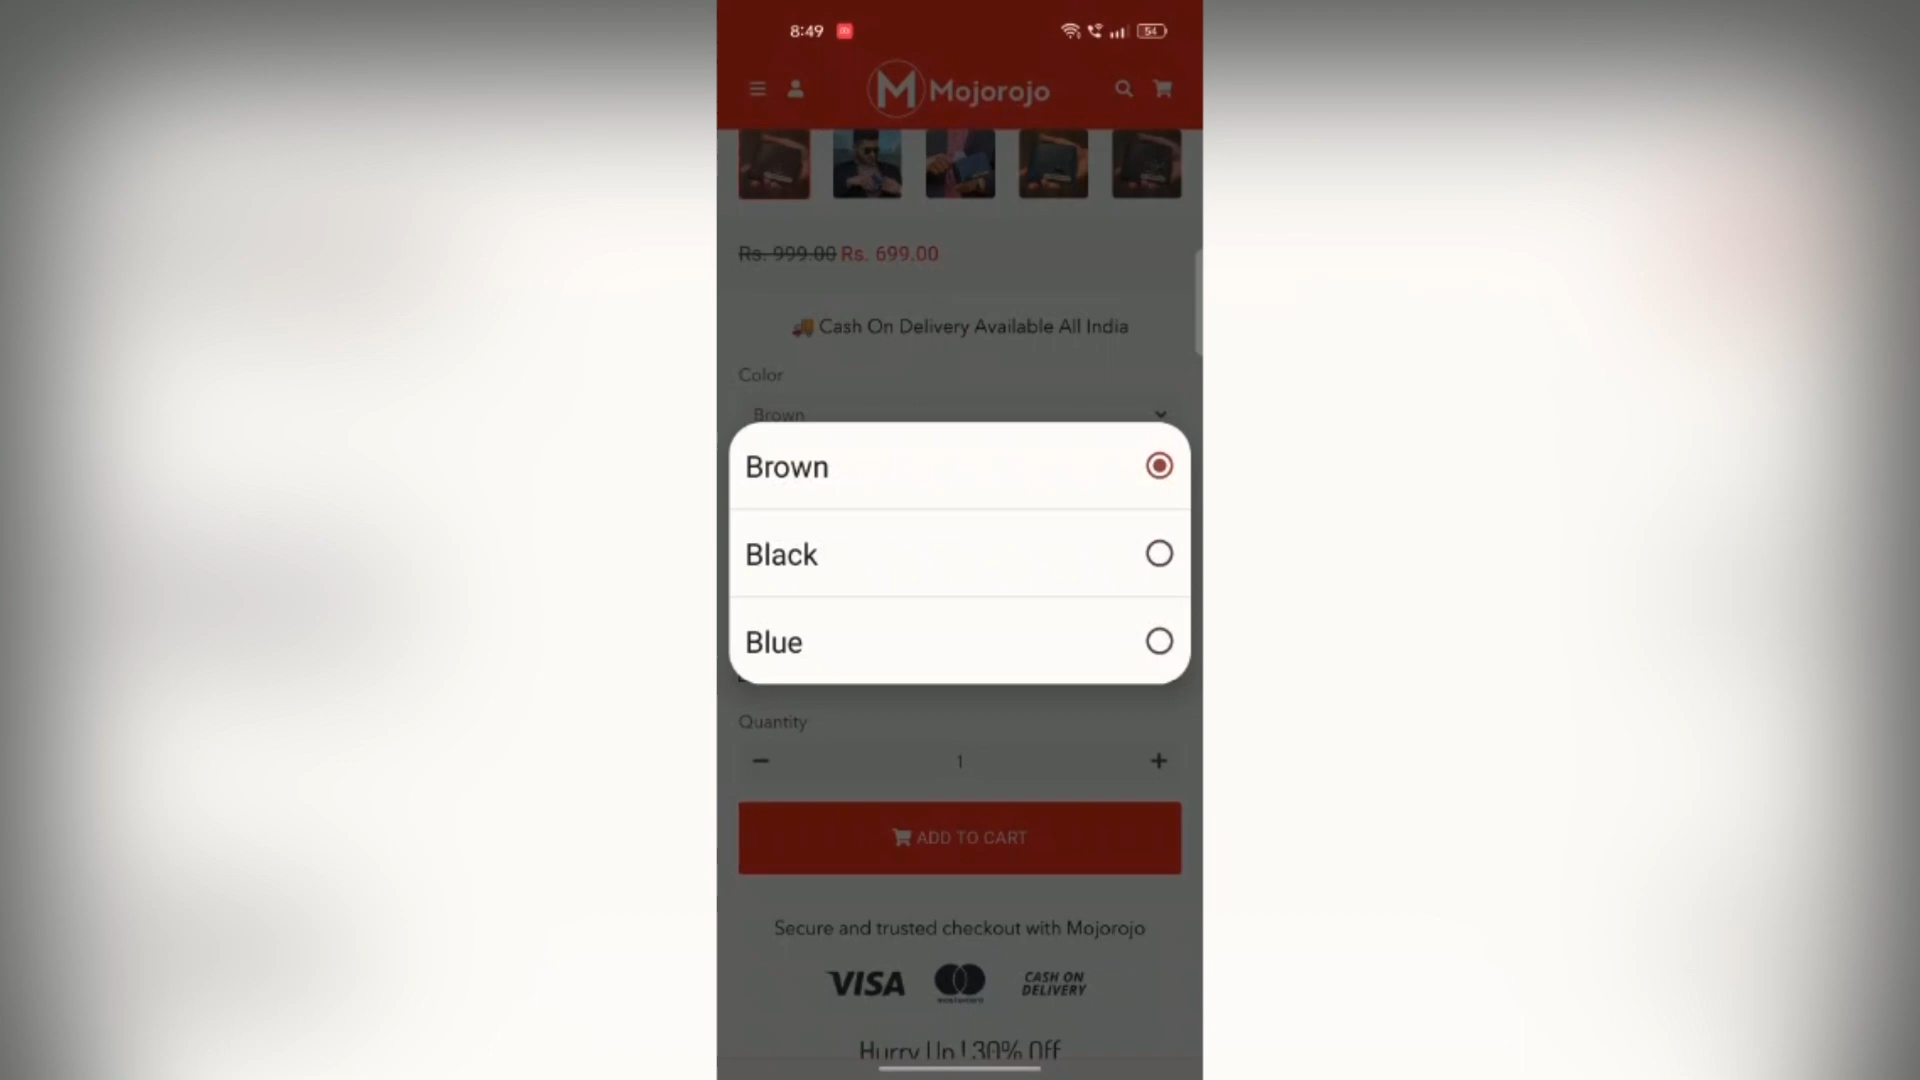 8:49
54
M Mojorojo
Rs. 999.00 Rs. 699.00
Cash On Delivery Available All India
Color
Brown
Brown
Black
Blue
Quantity
1
ADD TO CART
Secure and trusted checkout with Mojorojo
VISA mastercard CASH ON DELIVERY
Hurry Up! 30% Off